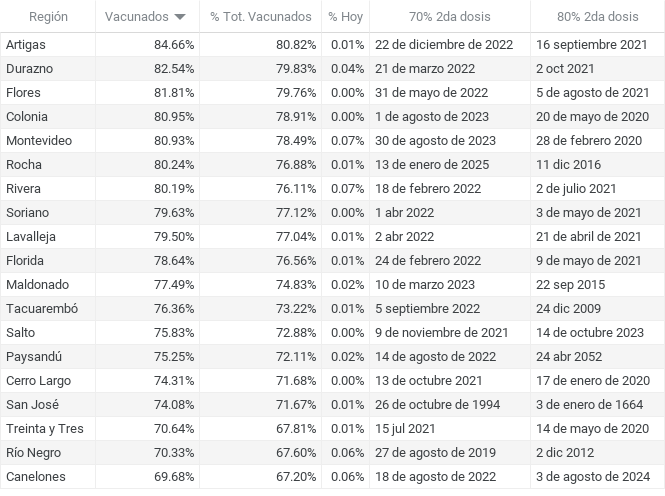 Región Vacunados % Tot. Vacunados % Hoy 70% 2da dosis 80% 2da dosis
Artigas 84.66% 80.82% 0.01% 22 de diciembre de 2022 16 septiembre 2021
Durazno 82.54% 79.83% 0.04% 21 de marzo 2022 2 oct 2021
Flores 81.81% 79.76% 0.00% 31 de mayo de 2022 5 de agosto de 2021
Colonia 80.95% 78.91% 0.00% 1 de agosto de 2023 20 de mayo de 2020
Montevideo 80.93% 78.49% 0.07% 30 de agosto de 2023 28 de febrero 2020
Rocha 80.24% 76.88% 0.01% 13 de enero de 2025 11 dic 2016
Rivera 80.19% 76.11% 0.07% 18 de febrero 2022 2 de julio 2021
Soriano 79.63% 77.12% 0.00% 1 abr 2022 3 de mayo de 2021
Lavalleja 79.50% 77.04% 0.01% 2 abr 2022 21 de abril de 2021
Florida 78.64% 76.56% 0.01% 24 de febrero 2022 9 de mayo de 2021
Maldonado 77.49% 74.83% 0.02% 10 de marzo 2023 22 sep 2015
Tacuarembó 76.36% 73.22% 0.01% 5 septiembre 2022 24 dic 2009
Salto 75.83% 72.88% 0.00% 9 de noviembre de 2021 14 de octubre 2023
Paysandú 75.25% 72.11% 0.02% 14 de agosto de 2022 24 abr 2052
Cerro Largo 74.31% 71.68% 0.00% 13 de octubre 2021 17 de enero de 2020
San José 74.08% 71.67% 0.01% 26 de octubre de 1994 3 de enero de 1664
Treinta y Tres 70.64% 67.81% 0.01% 15 jul 2021 14 de mayo de 2020
Río Negro 70.33% 67.60% 0.06% 27 de agosto de 2019 2 dic 2012
Canelones 69.68% 67.20% 0.06% 18 de agosto de 2022 3 de agosto de 2024